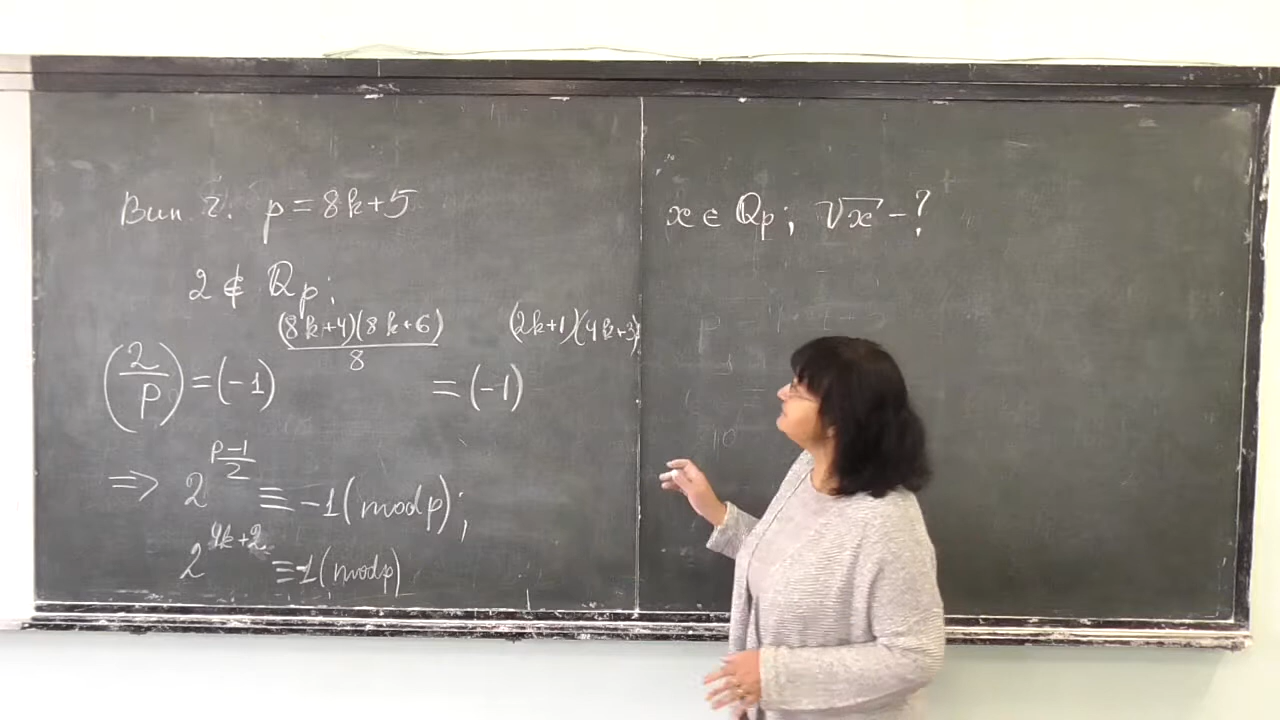 Вип 2. p = 8k+5
2 ∉ Qp;
(2/p) = (-1)^((8k+4)(8k+6)/8) = (-1)^((2k+1)(4k+3))
⇒ 2^((p-1)/2) ≡ -1 (mod p);
2^(4k+2) ≡ -1 (mod p)
x ∈ Qp; √x - ?